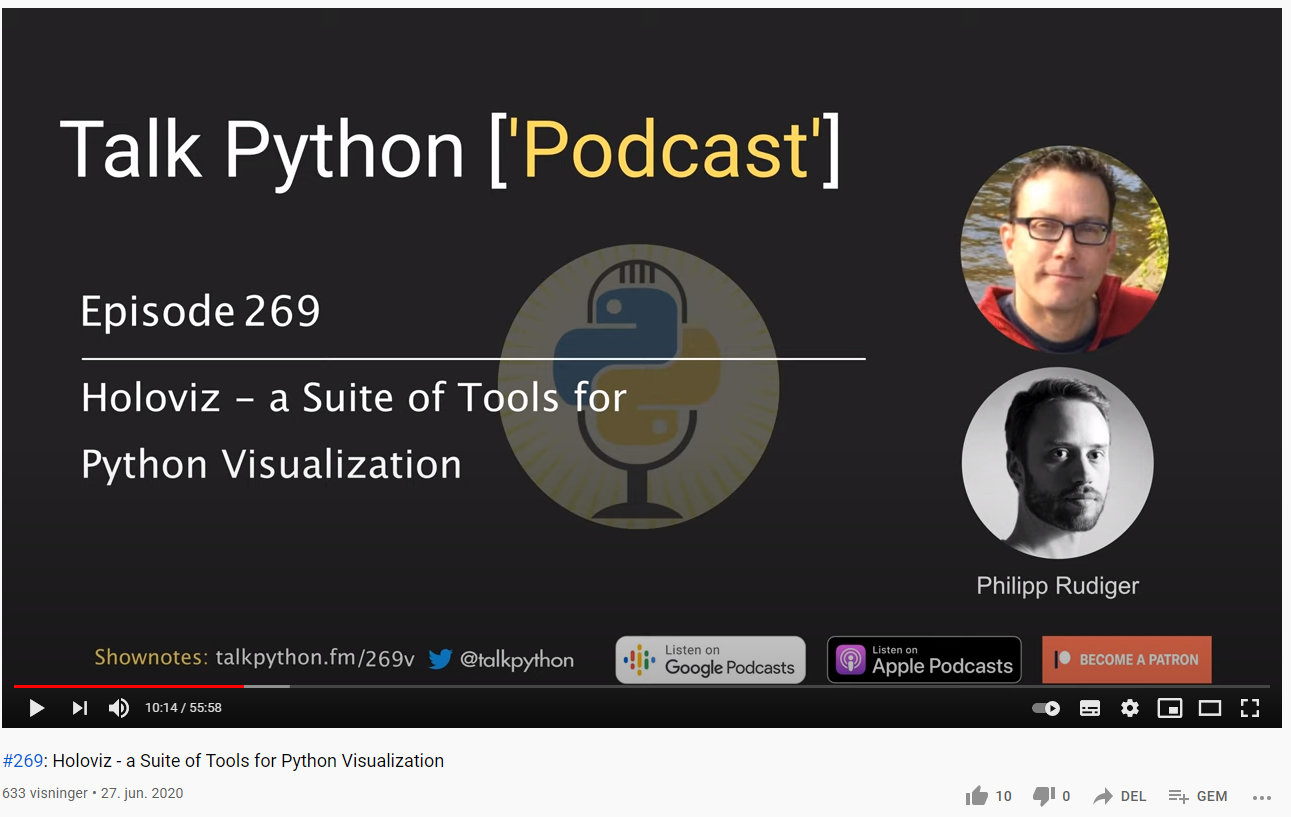 Talk Python ['Podcast']
Episode 269
Holoviz – a Suite of Tools for
Python Visualization
Philipp Rudiger
Shownotes: talkpython.fm/269v @talkpython
Listen on
Google Podcasts
Listen on
Apple Podcasts
BECOME A PATRON
10:14 / 55:58
#269: Holoviz - a Suite of Tools for Python Visualization
633 visninger • 27. jun. 2020
10 0 DEL GEM